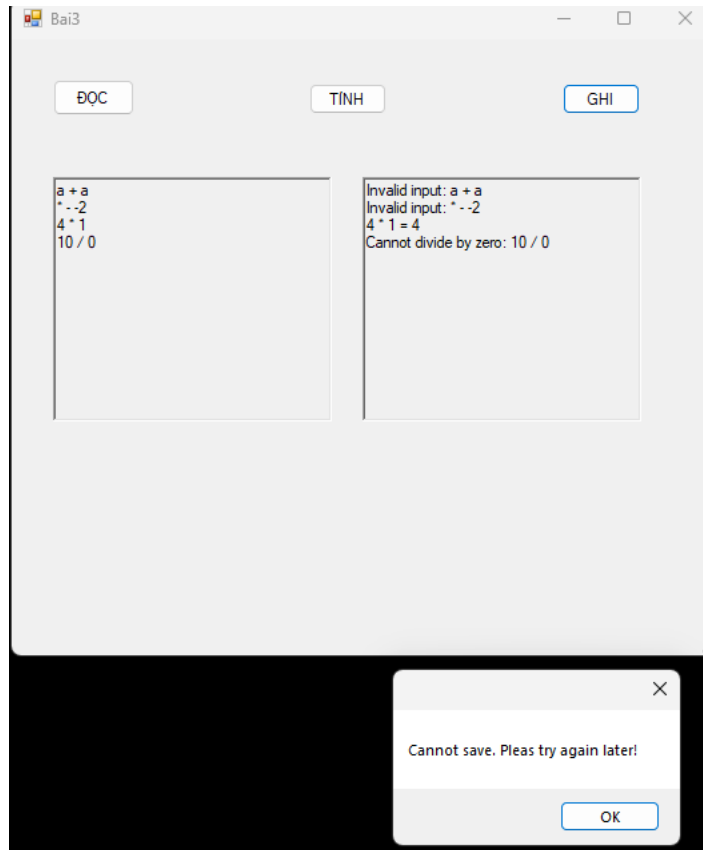 Bai3
ĐỌC
TÍNH
GHI
a + a
* - -2
4 * 1
10 / 0
Invalid input: a + a
Invalid input: * - -2
4 * 1 = 4
Cannot divide by zero: 10 / 0
Cannot save. Pleas try again later!
OK